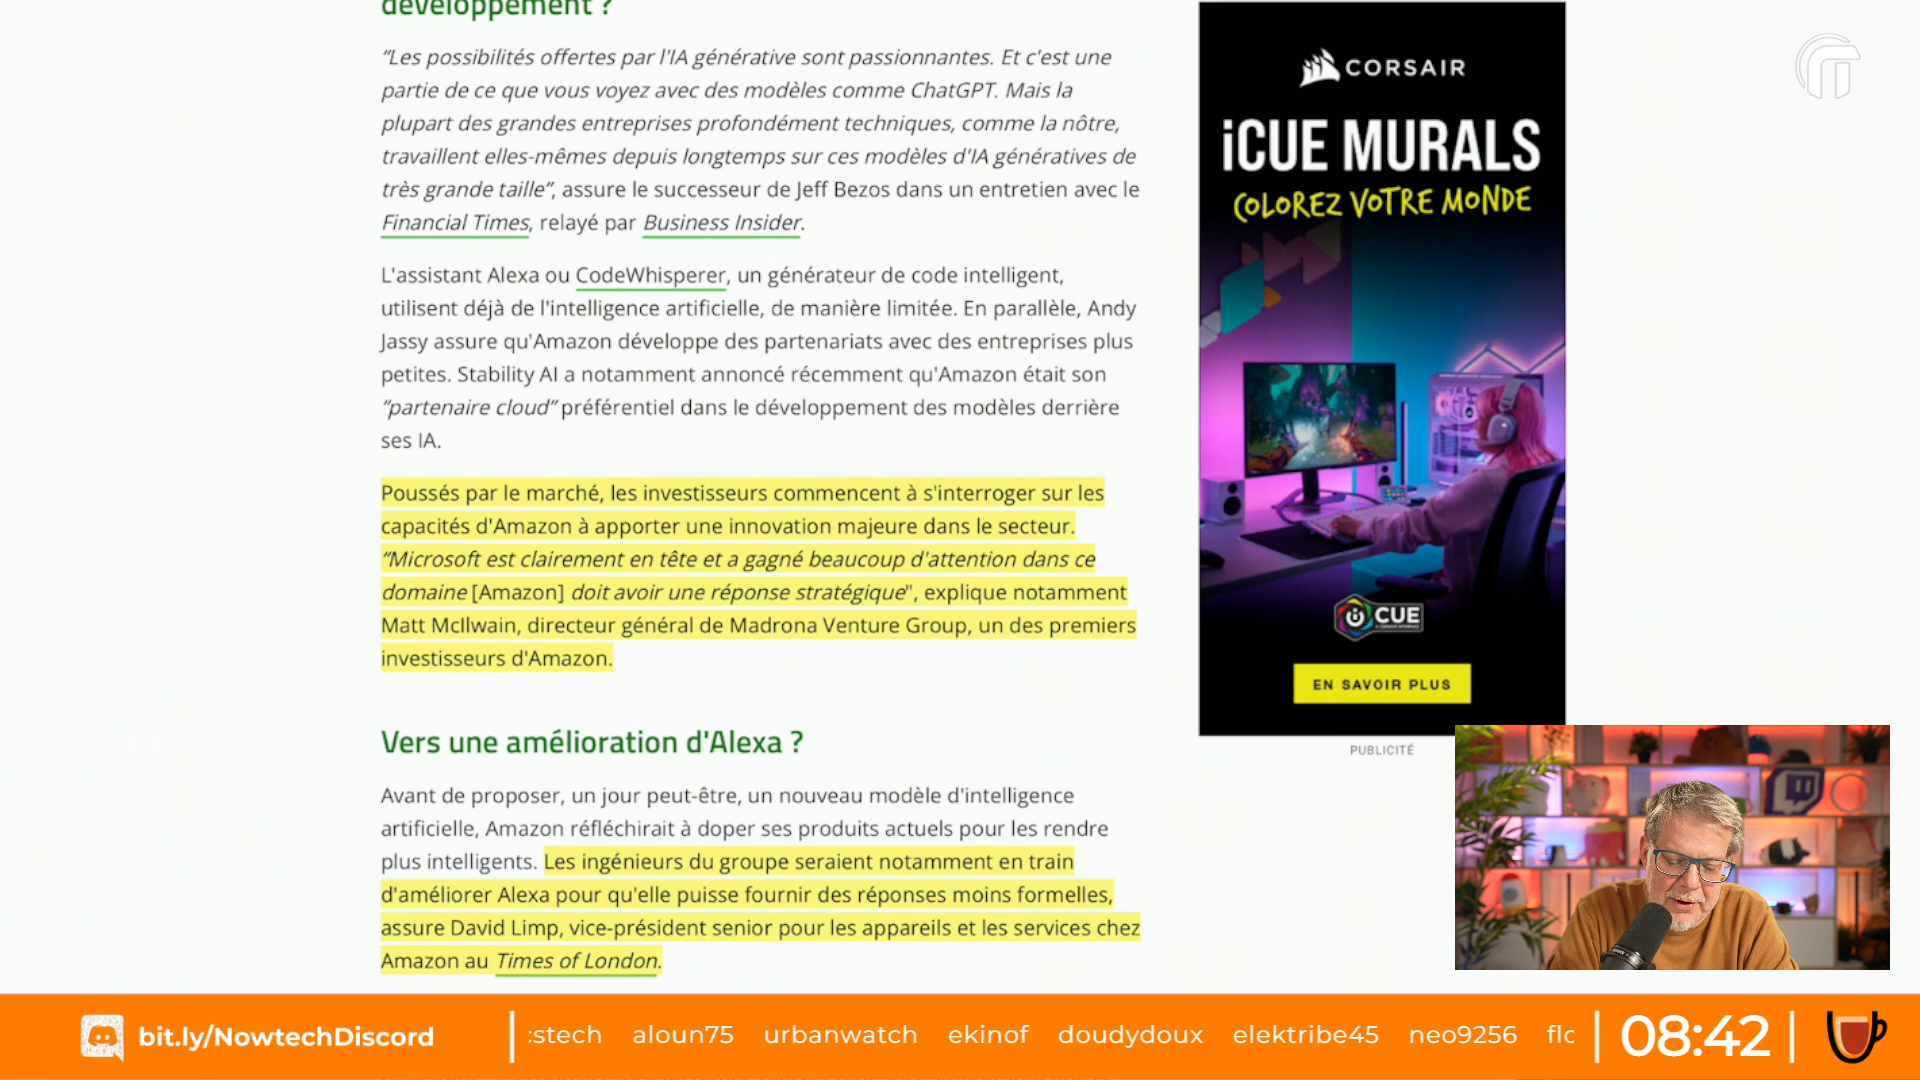 développement ?
“Les possibilités offertes par l'IA générative sont passionnantes. Et c'est une
partie de ce que vous voyez avec des modèles comme ChatGPT. Mais la
plupart des grandes entreprises profondément techniques, comme la nôtre,
travaillent elles-mêmes depuis longtemps sur ces modèles d'IA génératives de
très grande taille”, assure le successeur de Jeff Bezos dans un entretien avec le
Financial Times, relayé par Business Insider.
L'assistant Alexa ou CodeWhisperer, un générateur de code intelligent,
utilisent déjà de l'intelligence artificielle, de manière limitée. En parallèle, Andy
Jassy assure qu'Amazon développe des partenariats avec des entreprises plus
petites. Stability AI a notamment annoncé récemment qu'Amazon était son
“partenaire cloud” préférentiel dans le développement des modèles derrière
ses IA.
Poussés par le marché, les investisseurs commencent à s'interroger sur les
capacités d'Amazon à apporter une innovation majeure dans le secteur.
“Microsoft est clairement en tête et a gagné beaucoup d'attention dans ce
domaine [Amazon] doit avoir une réponse stratégique", explique notamment
Matt McIlwain, directeur général de Madrona Venture Group, un des premiers
investisseurs d'Amazon.
Vers une amélioration d'Alexa ?
Avant de proposer, un jour peut-être, un nouveau modèle d'intelligence
artificielle, Amazon réfléchirait à doper ses produits actuels pour les rendre
plus intelligents. Les ingénieurs du groupe seraient notamment en train
d'améliorer Alexa pour qu'elle puisse fournir des réponses moins formelles,
assure David Limp, vice-président senior pour les appareils et les services chez
Amazon au Times of London.
CORSAIR
iCUE MURALS
COLOREZ VOTRE MONDE
iCUE
EN SAVOIR PLUS
PUBLICITÉ
bit.ly/NowtechDiscord
:stech aloun75 urbanwatch ekinof doudydoux elektribe45 neo9256 flc
08:42